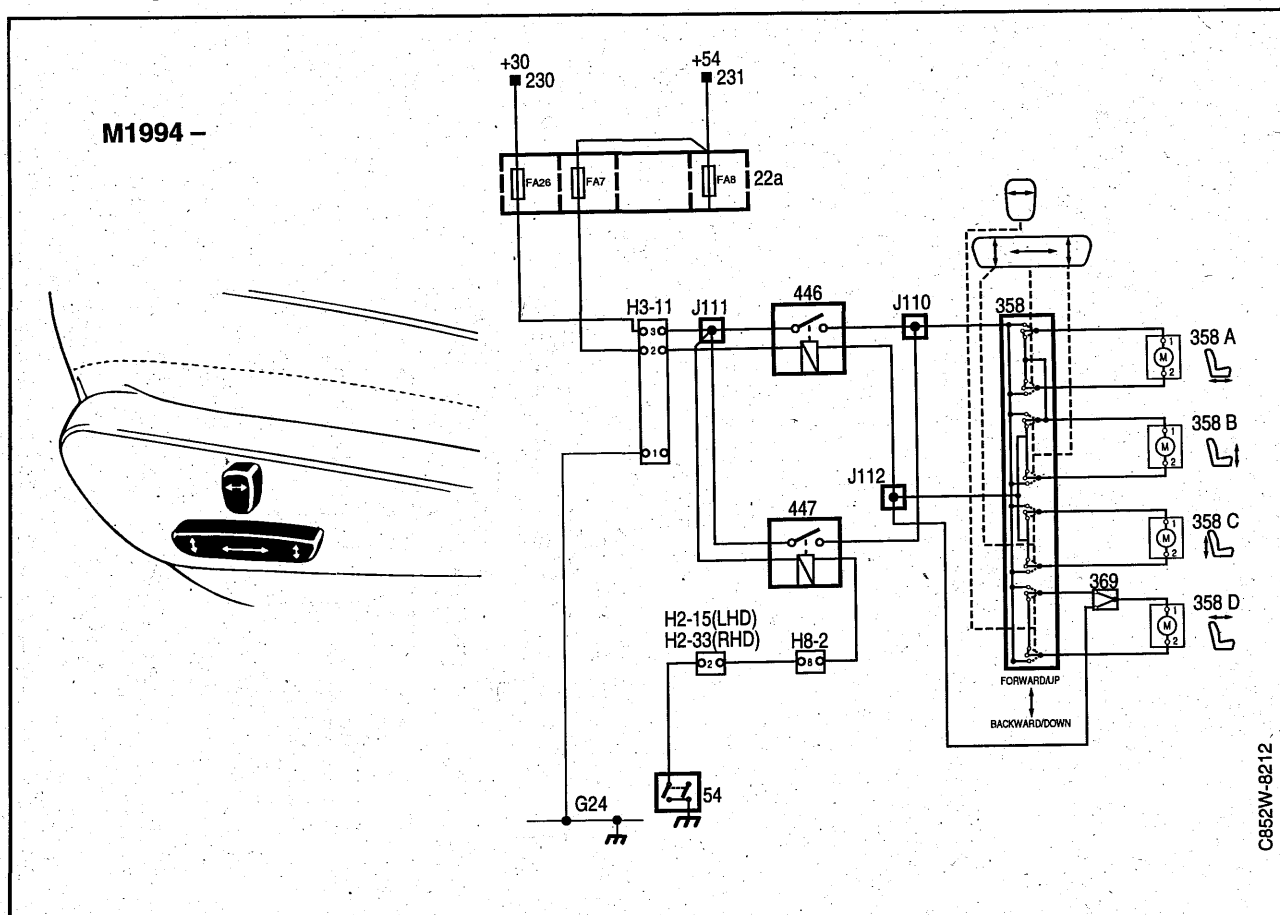 M1994 –
+30
230
+54
231
FA26
FA7
FA8
22a
H3-11
J111
446
J110
358
3
2
1
358 A
1
M
2
358 B
1
M
2
J112
447
358 C
1
M
2
369
358 D
1
M
2
H2-15(LHD)
H2-33(RHD)
H8-2
2
8
FORWARD/UP
BACKWARD/DOWN
54
G24
C852W-8212